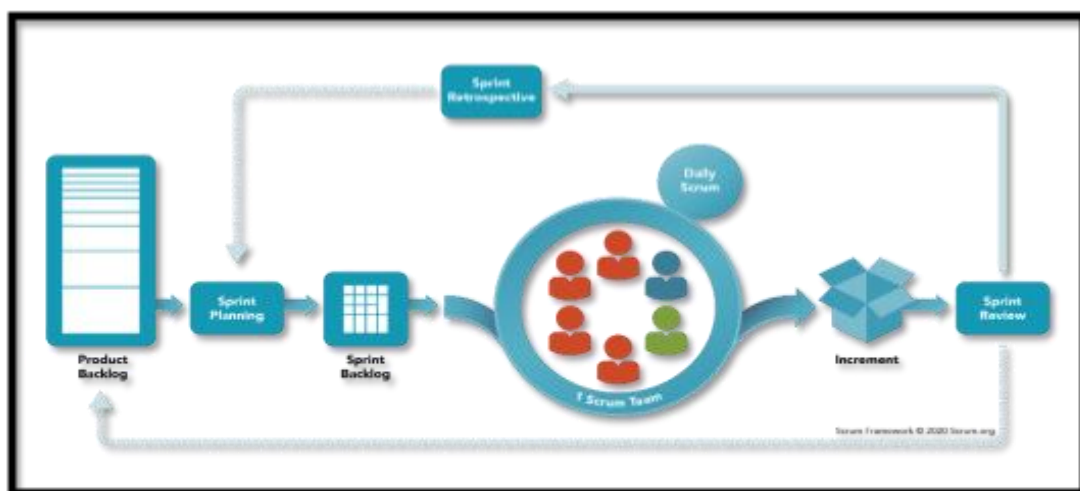 Sprint
Retrospective
Daily
Scrum
Sprint
Planning
Sprint
Review
Product
Backlog
Sprint
Backlog
Increment
1 Scrum Team
Scrum Framework © 2020 Scrum.org